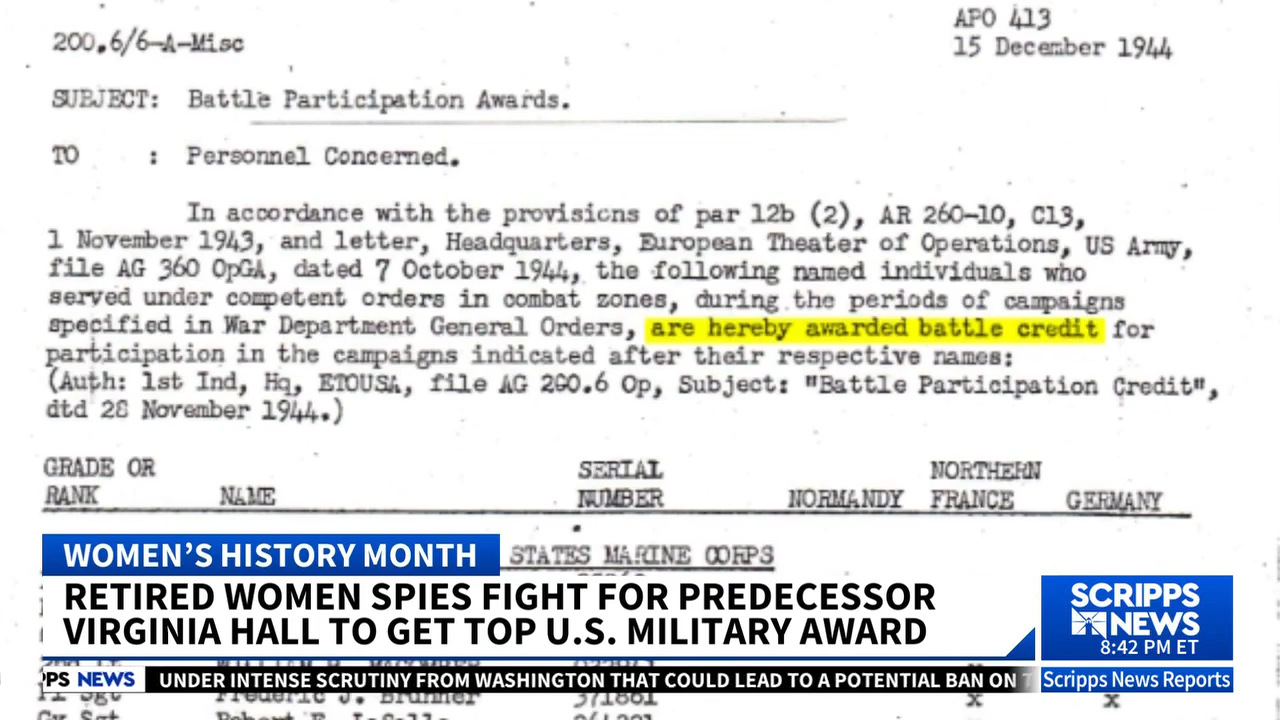 APO 413
200.6/6-A-Misc
15 December 1944
SUBJECT: Battle Participation Awards.
TO : Personnel Concerned.
In accordance with the provisions of par 12b (2), AR 260-10, C13,
1 November 1943, and letter, Headquarters, European Theater of Operations, US Army,
file AG 360 OpGA, dated 7 October 1944, the following named individuals who
served under competent orders in combat zones, during the periods of campaigns
specified in War Department General Orders, are hereby awarded battle credit for
participation in the campaigns indicated after their respective names:
(Auth: 1st Ind, Hq, ETOUSA, file AG 200.6 Op, Subject: "Battle Participation Credit",
dtd 28 November 1944.)
GRADE OR SERIAL NORTHERN
RANK NAME NUMBER NORMANDY FRANCE GERMANY
STATES MARINE CORPS
WOMEN'S HISTORY MONTH
RETIRED WOMEN SPIES FIGHT FOR PREDECESSOR
VIRGINIA HALL TO GET TOP U.S. MILITARY AWARD
SCRIPPS
NEWS
8:42 PM ET
PPS NEWS UNDER INTENSE SCRUTINY FROM WASHINGTON THAT COULD LEAD TO A POTENTIAL BAN ON
Scripps News Reports
Frederic J. Brunner 371861 x x